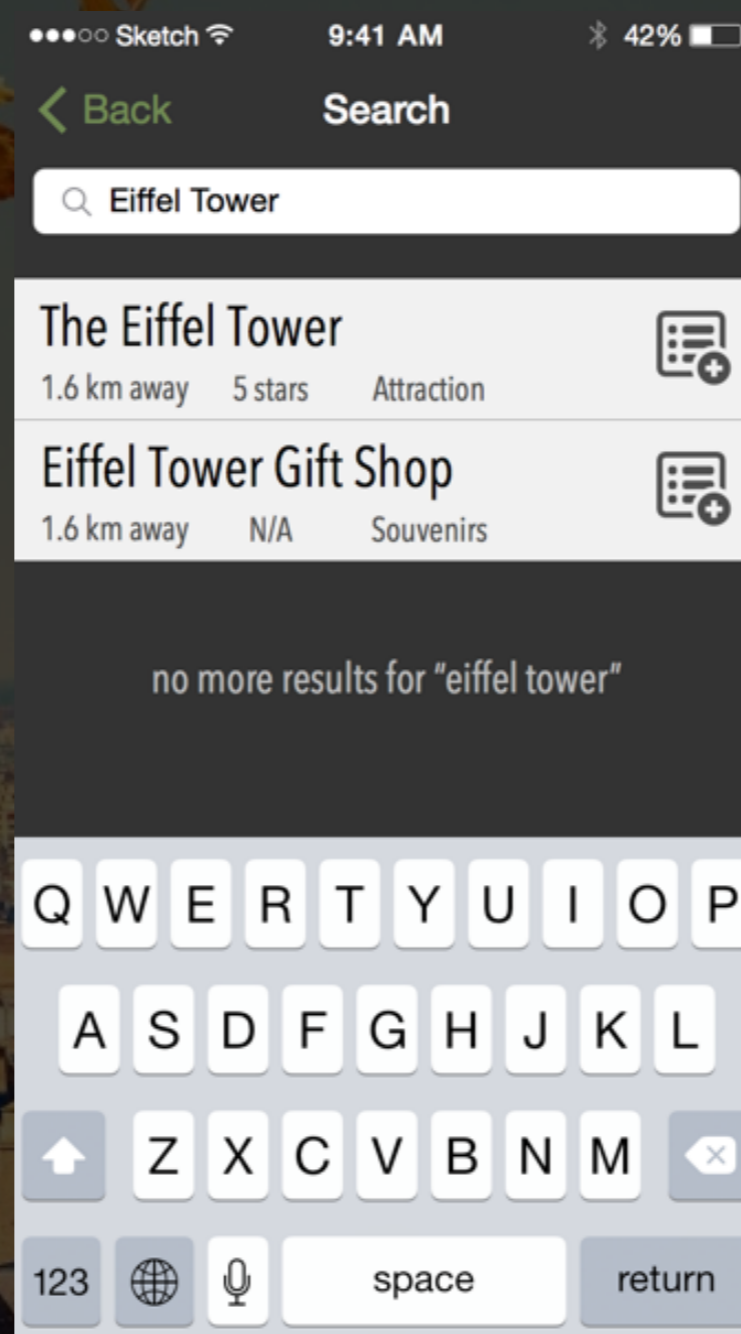 Sketch 9:41 AM 42%
Back Search
Eiffel Tower
The Eiffel Tower
1.6 km away 5 stars Attraction
Eiffel Tower Gift Shop
1.6 km away N/A Souvenirs
no more results for "eiffel tower"
Q W E R T Y U I O P
A S D F G H J K L
Z X C V B N M
123 space return